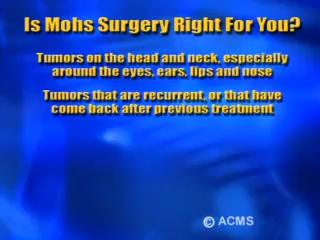 Is Mohs Surgery Right For You?
Tumors on the head and neck, especially
around the eyes, ears, lips and nose
Tumors that are recurrent, or that have
come back after previous treatment
© ACMS